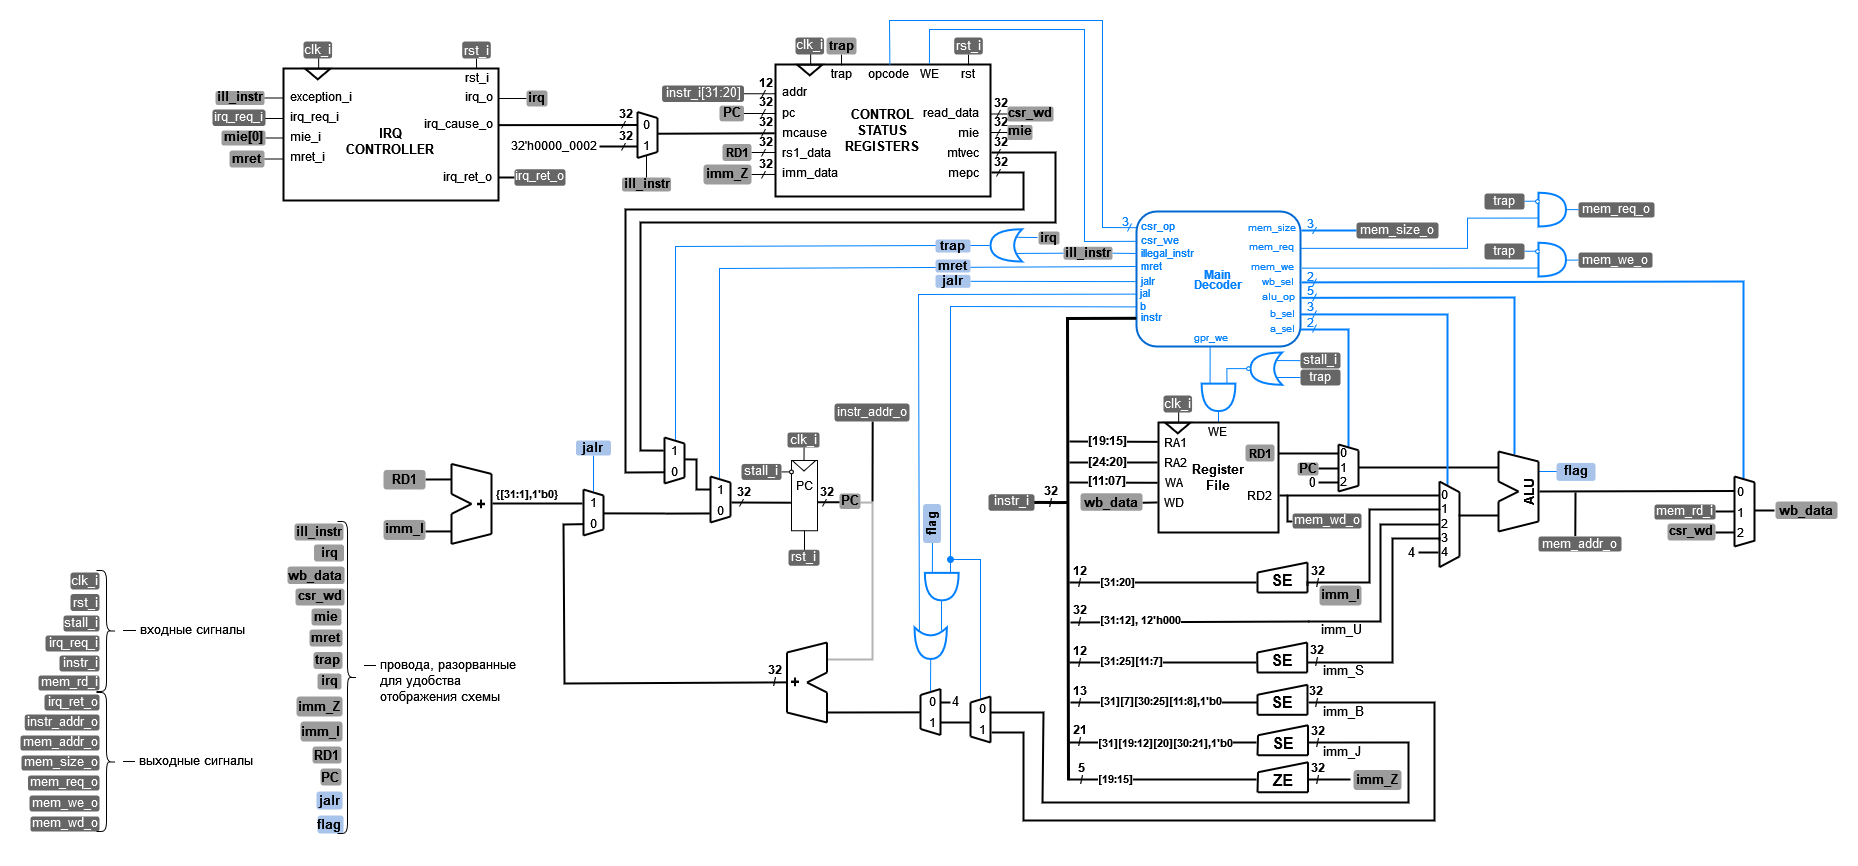 clk_i
rst_i
rst_i
ill_instr
exception_i
irq_o
irq
irq_req_i
irq_req_i
irq_cause_o
mie[0]
mie_i
IRQ
CONTROLLER
mret
mret_i
irq_ret_o
irq_ret_o
32
0
32
1
32'h0000_0002
ill_instr
clk_i
trap
rst_i
trap
opcode
WE
rst
instr_i[31:20]
12
addr
PC
32
pc
32
mcause
RD1
32
rs1_data
imm_Z
32
imm_data
CONTROL
STATUS
REGISTERS
read_data
32
csr_wd
mie
32
mie
mtvec
32
mepc
32
trap
irq
ill_instr
mret
jalr
3
csr_op
csr_we
illegal_instr
mret
jalr
jal
b
instr
Main
Decoder
mem_size
3
mem_size_o
mem_req
mem_we
wb_sel
2
alu_op
5
b_sel
3
a_sel
2
gpr_we
trap
mem_req_o
trap
mem_we_o
stall_i
trap
instr_addr_o
jalr
RD1
+
{[31:1],1'b0}
imm_I
1
0
1
0
1
0
32
clk_i
stall_i
PC
rst_i
32
PC
flag
instr_i
32
[19:15]
[24:20]
[11:07]
wb_data
clk_i
WE
RA1
RA2
WA
WD
Register
File
RD1
RD2
mem_wd_o
PC
0
0
1
2
0
1
2
3
4
4
ALU
flag
mem_addr_o
mem_rd_i
csr_wd
0
1
2
wb_data
12
[31:20]
SE
32
imm_I
32
[31:12], 12'h000
imm_U
12
[31:25][11:7]
SE
32
imm_S
13
[31][7][30:25][11:8],1'b0
SE
32
imm_B
21
[31][19:12][20][30:21],1'b0
SE
32
imm_J
5
[19:15]
ZE
32
imm_Z
32
+
0
4
1
0
1
clk_i
rst_i
stall_i
irq_req_i
instr_i
mem_rd_i
входные сигналы
irq_ret_o
instr_addr_o
mem_addr_o
mem_size_o
mem_req_o
mem_we_o
mem_wd_o
выходные сигналы
ill_instr
irq
wb_data
csr_wd
mie
mret
trap
irq
imm_Z
imm_I
RD1
PC
jalr
flag
провода, разорванные
для удобства
отображения схемы